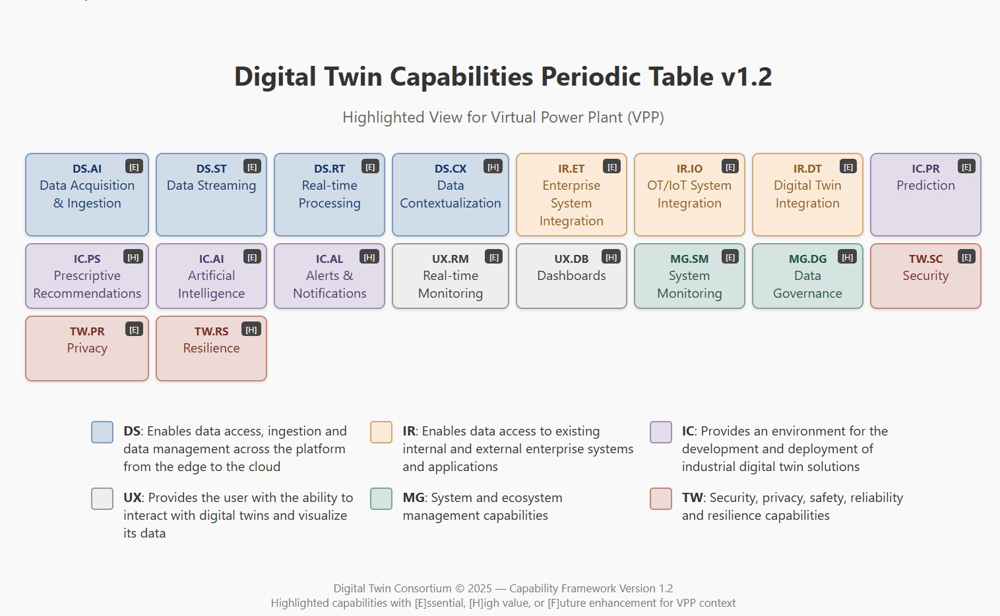 Digital Twin Capabilities Periodic Table v1.2
Highlighted View for Virtual Power Plant (VPP)
DS.AI [E]
Data Acquisition
& Ingestion
DS.ST [E]
Data Streaming
DS.RT [E]
Real-time
Processing
DS.CX [H]
Data
Contextualization
IR.ET [E]
Enterprise
System
Integration
IR.IO [E]
OT/IoT System
Integration
IR.DT [E]
Digital Twin
Integration
IC.PR [E]
Prediction
IC.PS [H]
Prescriptive
Recommendations
IC.AI [E]
Artificial
Intelligence
IC.AL [H]
Alerts &
Notifications
UX.RM [E]
Real-time
Monitoring
UX.DB [H]
Dashboards
MG.SM [E]
System
Monitoring
MG.DG [H]
Data
Governance
TW.SC [E]
Security
TW.PR [E]
Privacy
TW.RS [H]
Resilience
DS: Enables data access, ingestion and
data management across the platform
from the edge to the cloud
IR: Enables data access to existing
internal and external enterprise systems
and applications
IC: Provides an environment for the
development and deployment of
industrial digital twin solutions
UX: Provides the user with the ability to
interact with digital twins and visualize
its data
MG: System and ecosystem
management capabilities
TW: Security, privacy, safety, reliability
and resilience capabilities
Digital Twin Consortium © 2025 — Capability Framework Version 1.2
Highlighted capabilities with [E]ssential, [H]igh value, or [F]uture enhancement for VPP context